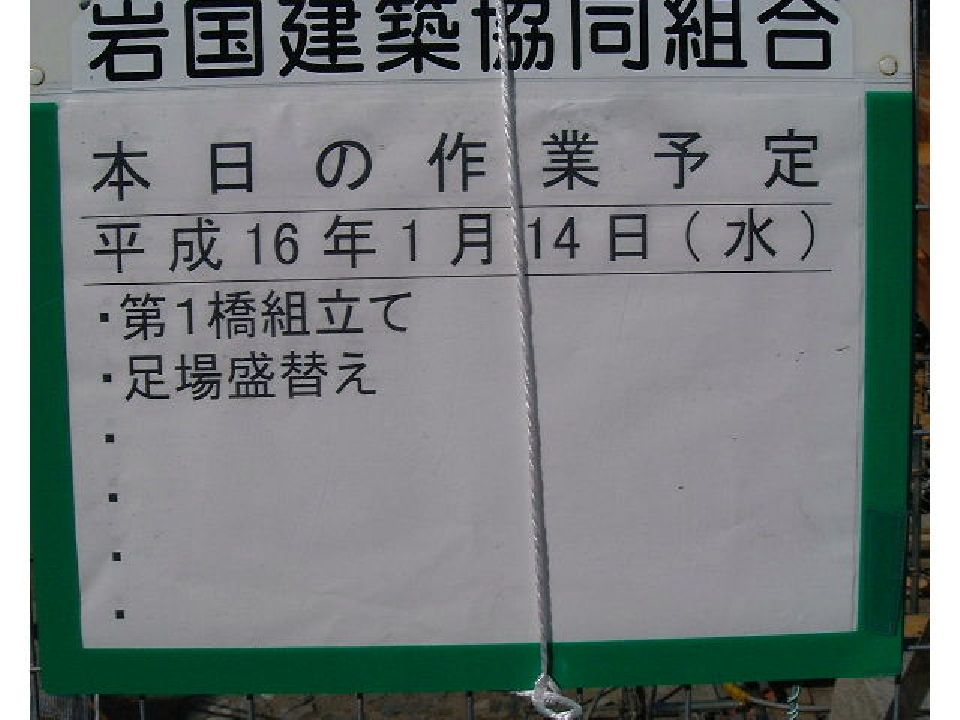 岩国建築協同組合
本日の作業予定
平成16年1月14日(水)
・第1橋組立て
・足場盛替え
・
・
・
・